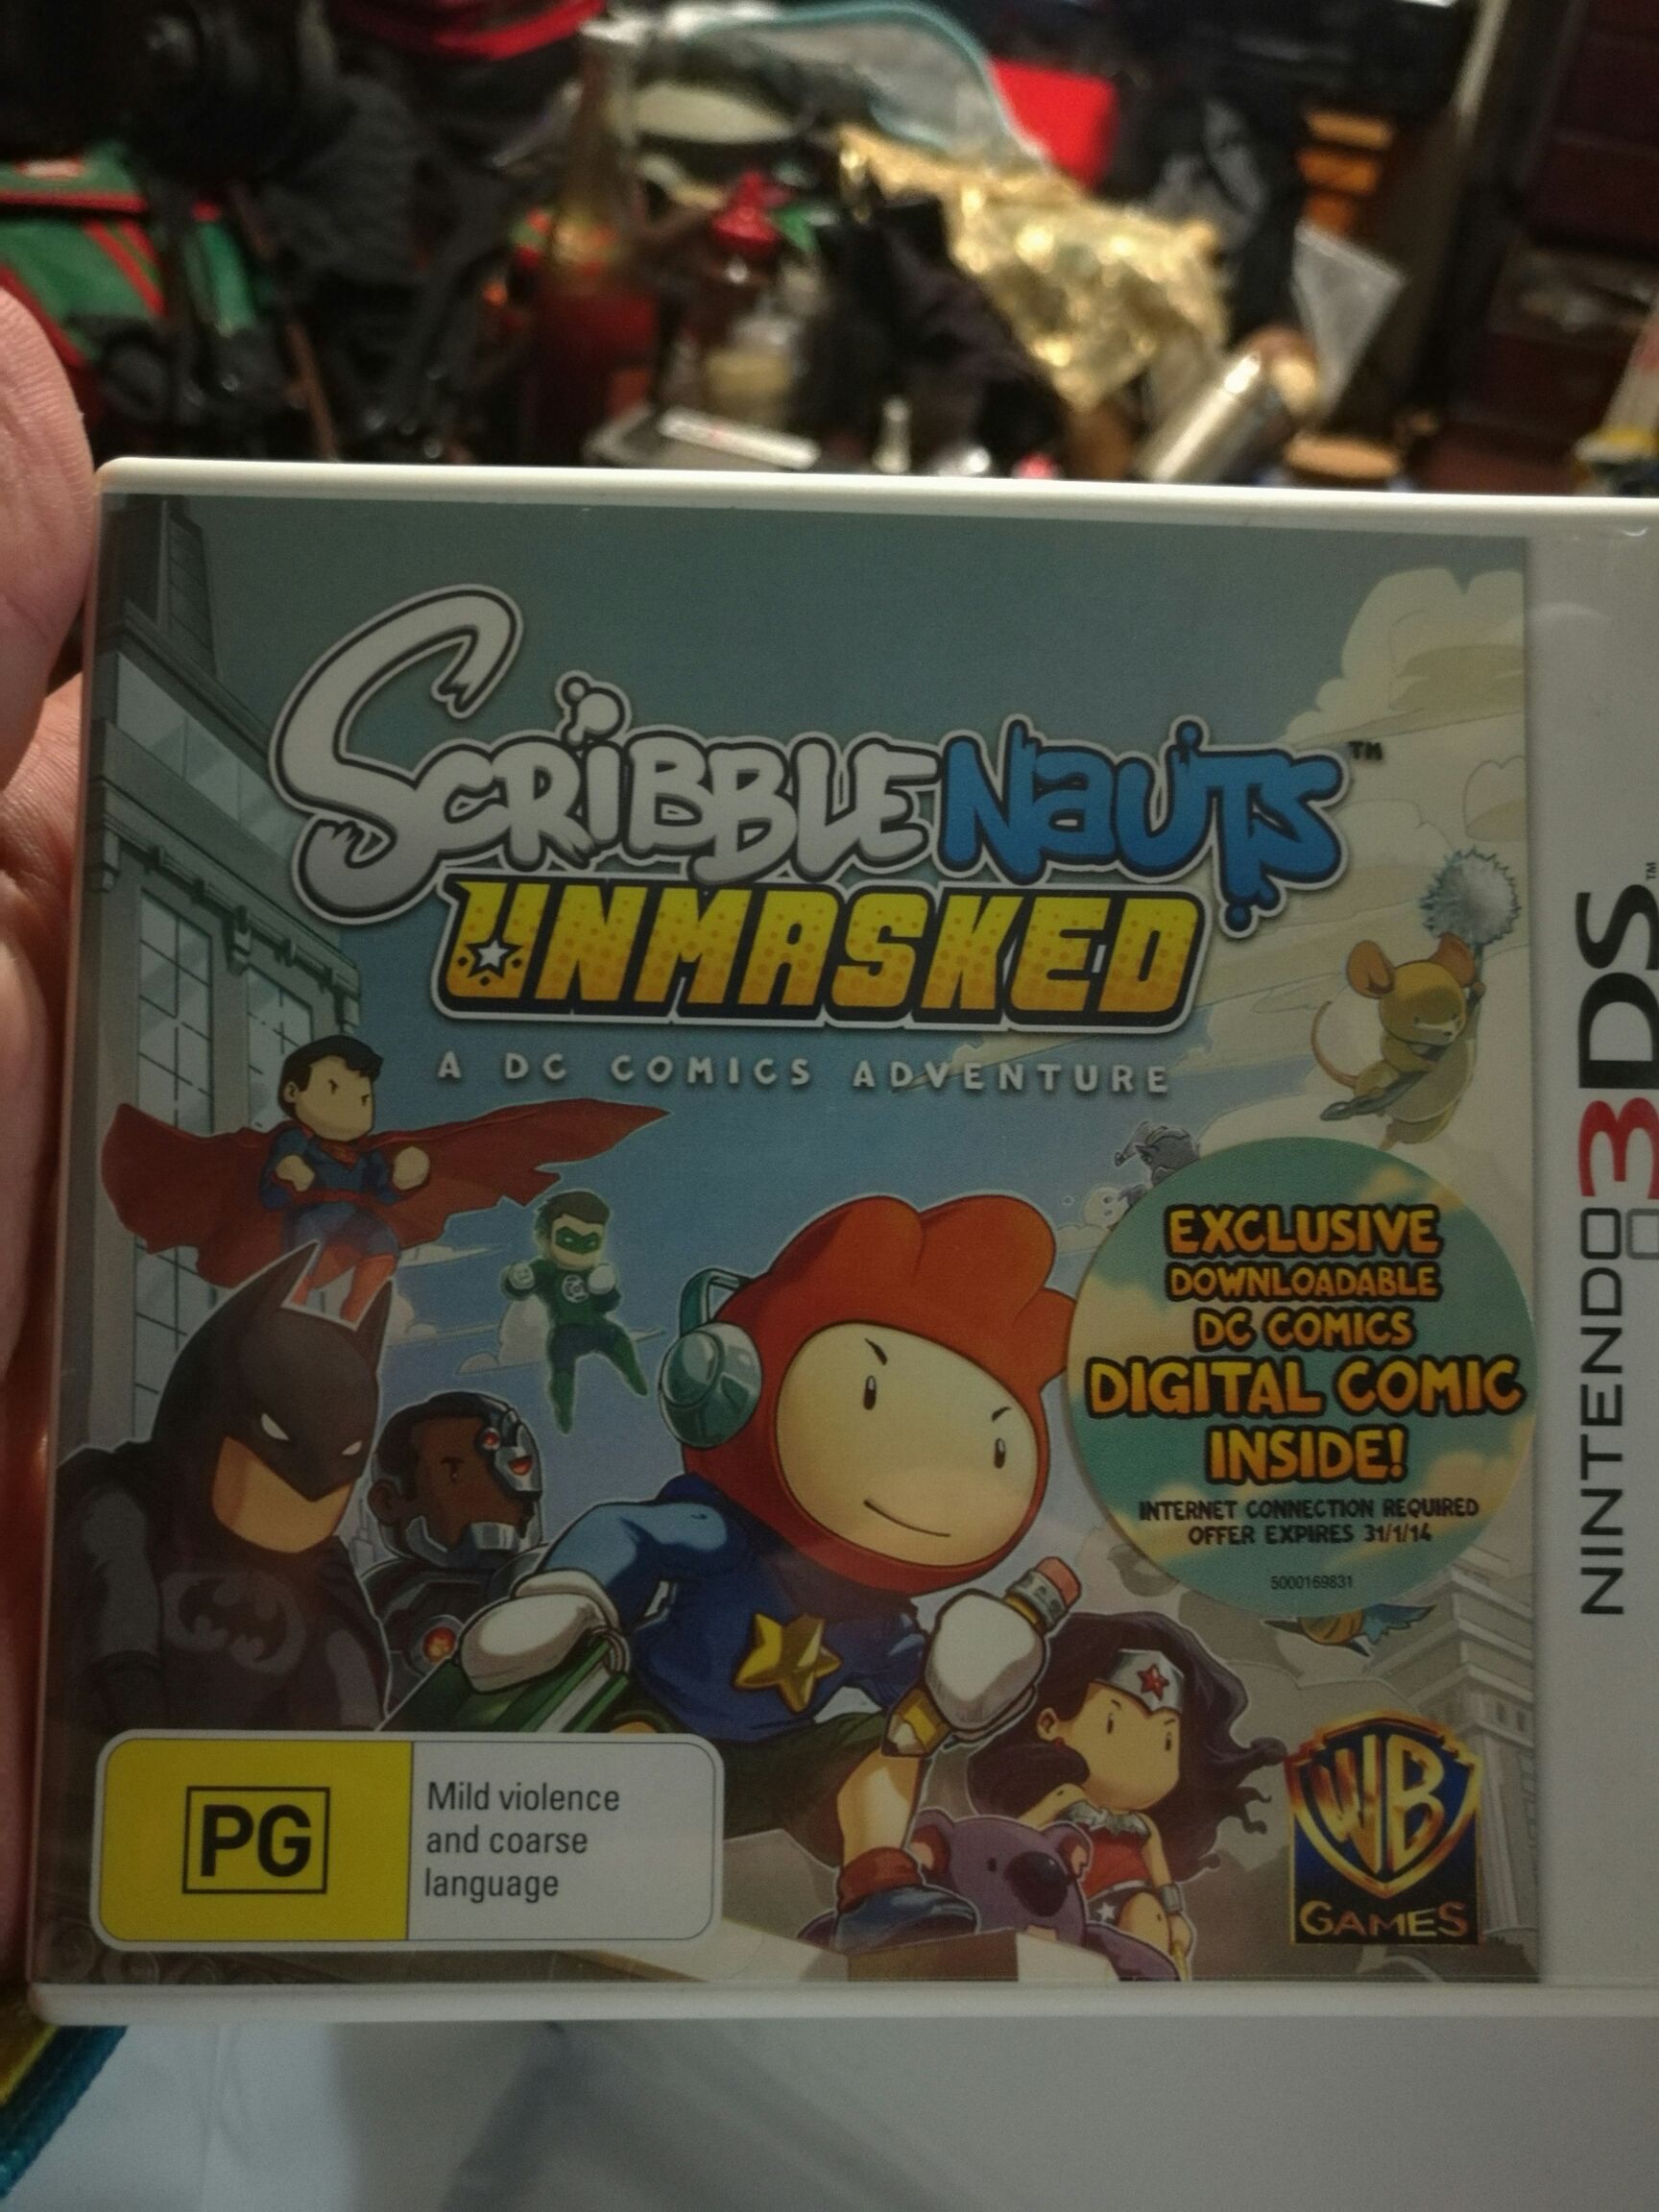 SCRIBBLENAUTS™
UNMASKED
A DC COMICS ADVENTURE
EXCLUSIVE
DOWNLOADABLE
DC COMICS
DIGITAL COMIC
INSIDE!
INTERNET CONNECTION REQUIRED
OFFER EXPIRES 31/1/14
5000169831
PG
Mild violence
and coarse
language
WB
GAMES
NINTENDO 3DS™